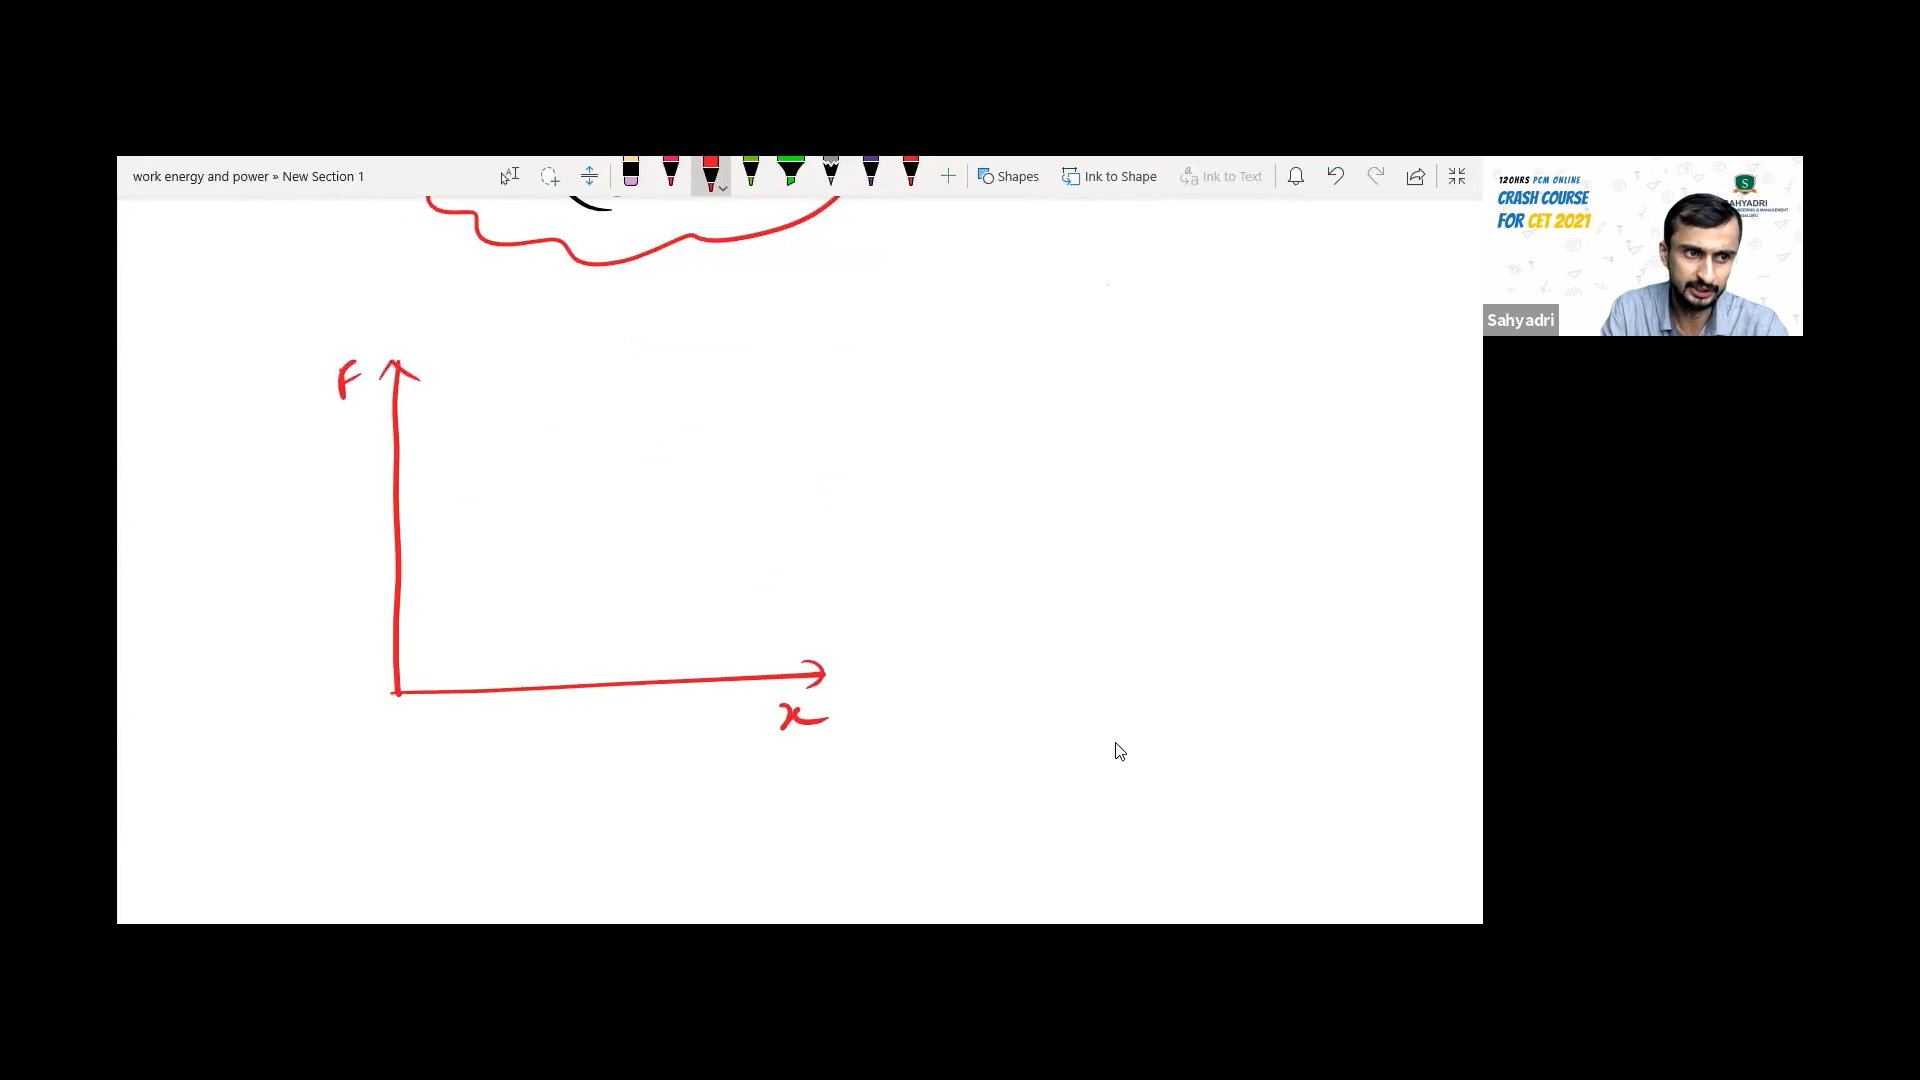 work energy and power » New Section 1
Shapes
Ink to Shape
Ink to Text
120HRS PCM ONLINE
CRASH COURSE
FOR CET 2021
S
AHYADRI
Sahyadri
F
x